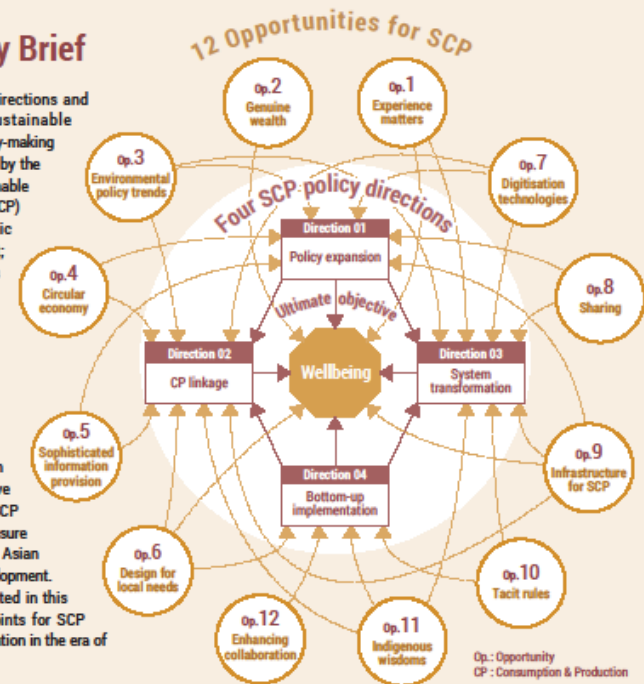 y Brief
irections and
ustainable
y-making
by the
nable
CP)
ic
;
n
ve
CP
sure
Asian
lopment.
ted in this
ints for SCP
ation in the era of
12 Opportunities for SCP
Op.2
Genuine
wealth
Op.1
Experience
matters
Op.3
Environmental
policy trends
Op.7
Digitisation
technologies
Four SCP policy directions
Direction 01
Policy expansion
Op.4
Circular
economy
Op.8
Sharing
Ultimate objective
Direction 02
CP linkage
Wellbeing
Direction 03
System
transformation
Op.5
Sophisticated
information
provision
Op.9
Infrastructure
for SCP
Direction 04
Bottom-up
implementation
Op.6
Design for
local needs
Op.10
Tacit rules
Op.12
Enhancing
collaboration
Op.11
Indigenous
wisdoms
Op.: Opportunity
CP : Consumption & Production